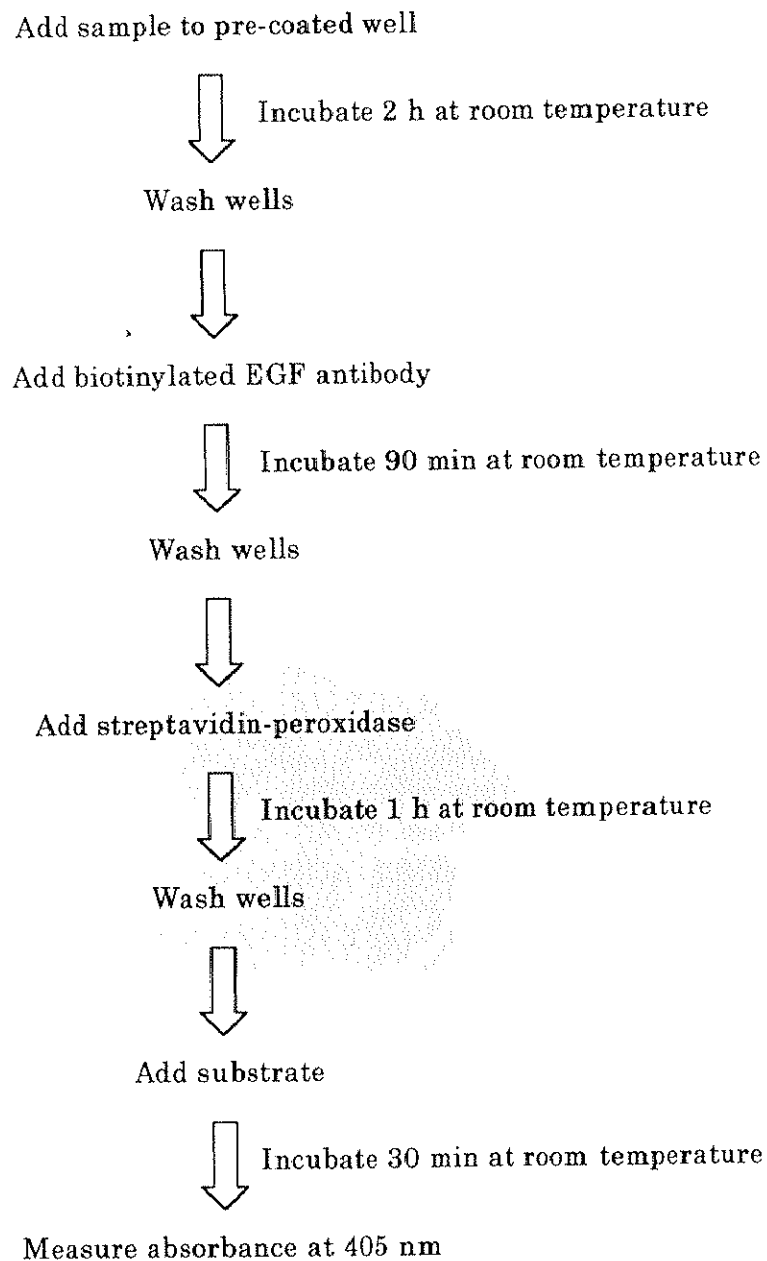 Add sample to pre-coated well
Incubate 2 h at room temperature
Wash wells
Add biotinylated EGF antibody
Incubate 90 min at room temperature
Wash wells
Add streptavidin-peroxidase
Incubate 1 h at room temperature
Wash wells
Add substrate
Incubate 30 min at room temperature
Measure absorbance at 405 nm